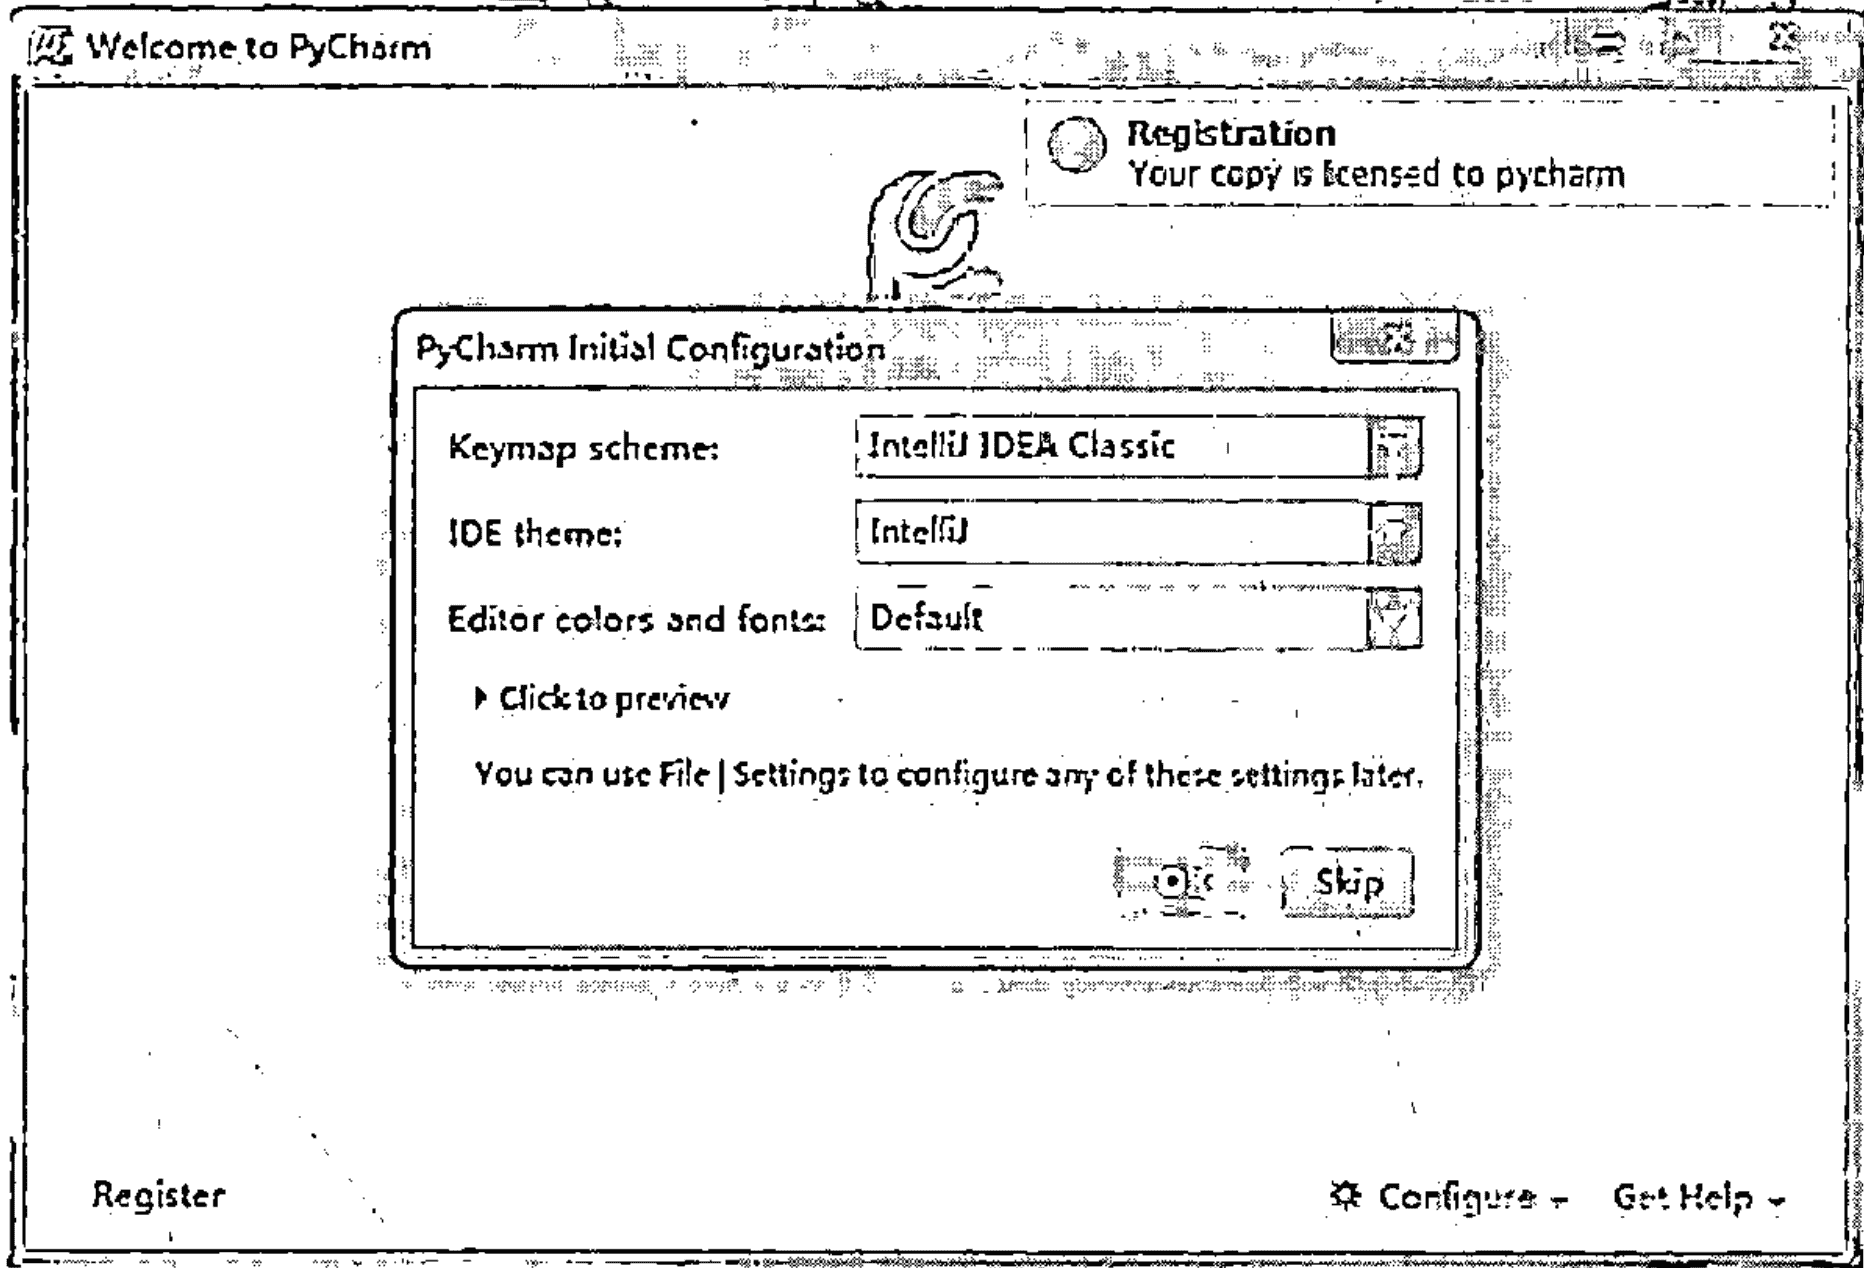 Welcome to PyCharm
Registration
Your copy is licensed to pycharm
PyCharm Initial Configuration
Keymap scheme: IntelliJ IDEA Classic
IDE theme: IntelliJ
Editor colors and fonts: Default
Click to preview
You can use File | Settings to configure any of these settings later.
Skip
Register
Configure Get Help